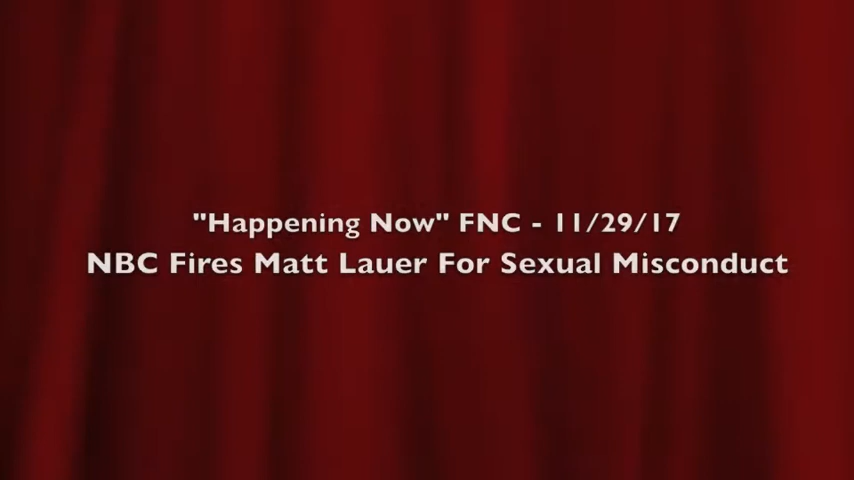 "Happening Now" FNC - 11/29/17
NBC Fires Matt Lauer For Sexual Misconduct